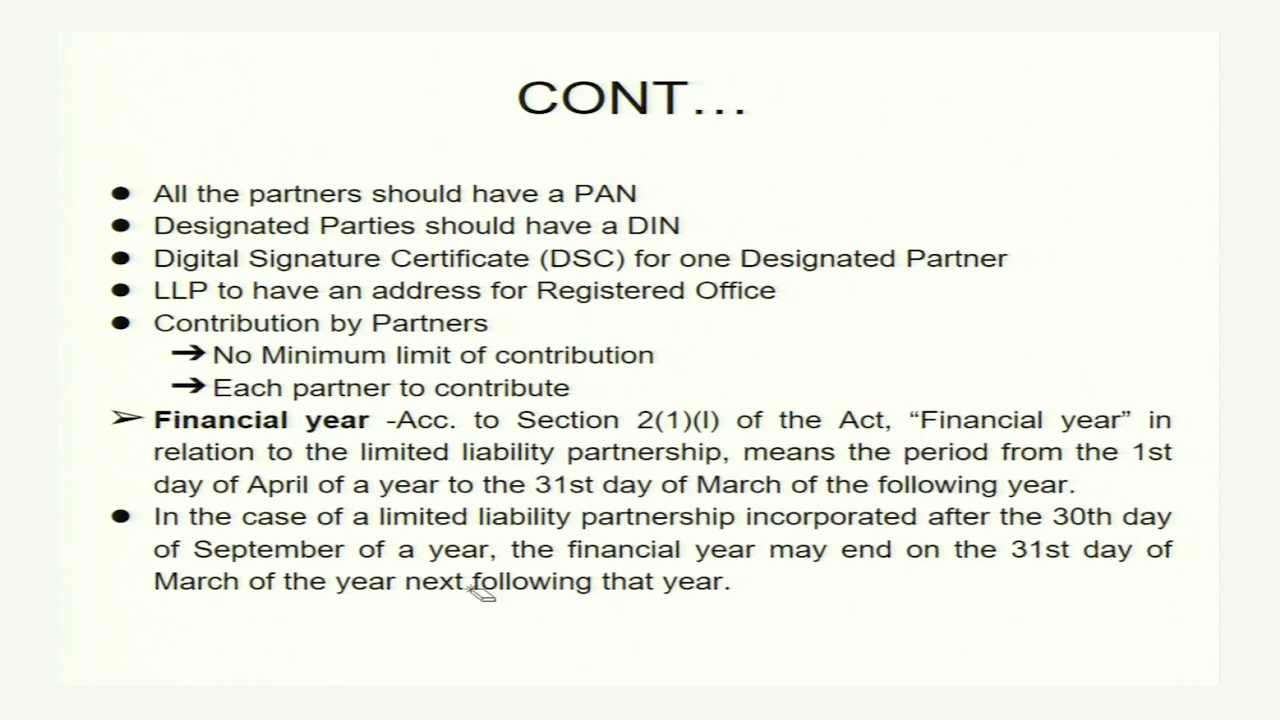 CONT...
● All the partners should have a PAN
● Designated Parties should have a DIN
● Digital Signature Certificate (DSC) for one Designated Partner
● LLP to have an address for Registered Office
● Contribution by Partners
➔ No Minimum limit of contribution
➔ Each partner to contribute
➢ Financial year -Acc. to Section 2(1)(l) of the Act, “Financial year” in
relation to the limited liability partnership, means the period from the 1st
day of April of a year to the 31st day of March of the following year.
● In the case of a limited liability partnership incorporated after the 30th day
of September of a year, the financial year may end on the 31st day of
March of the year next following that year.